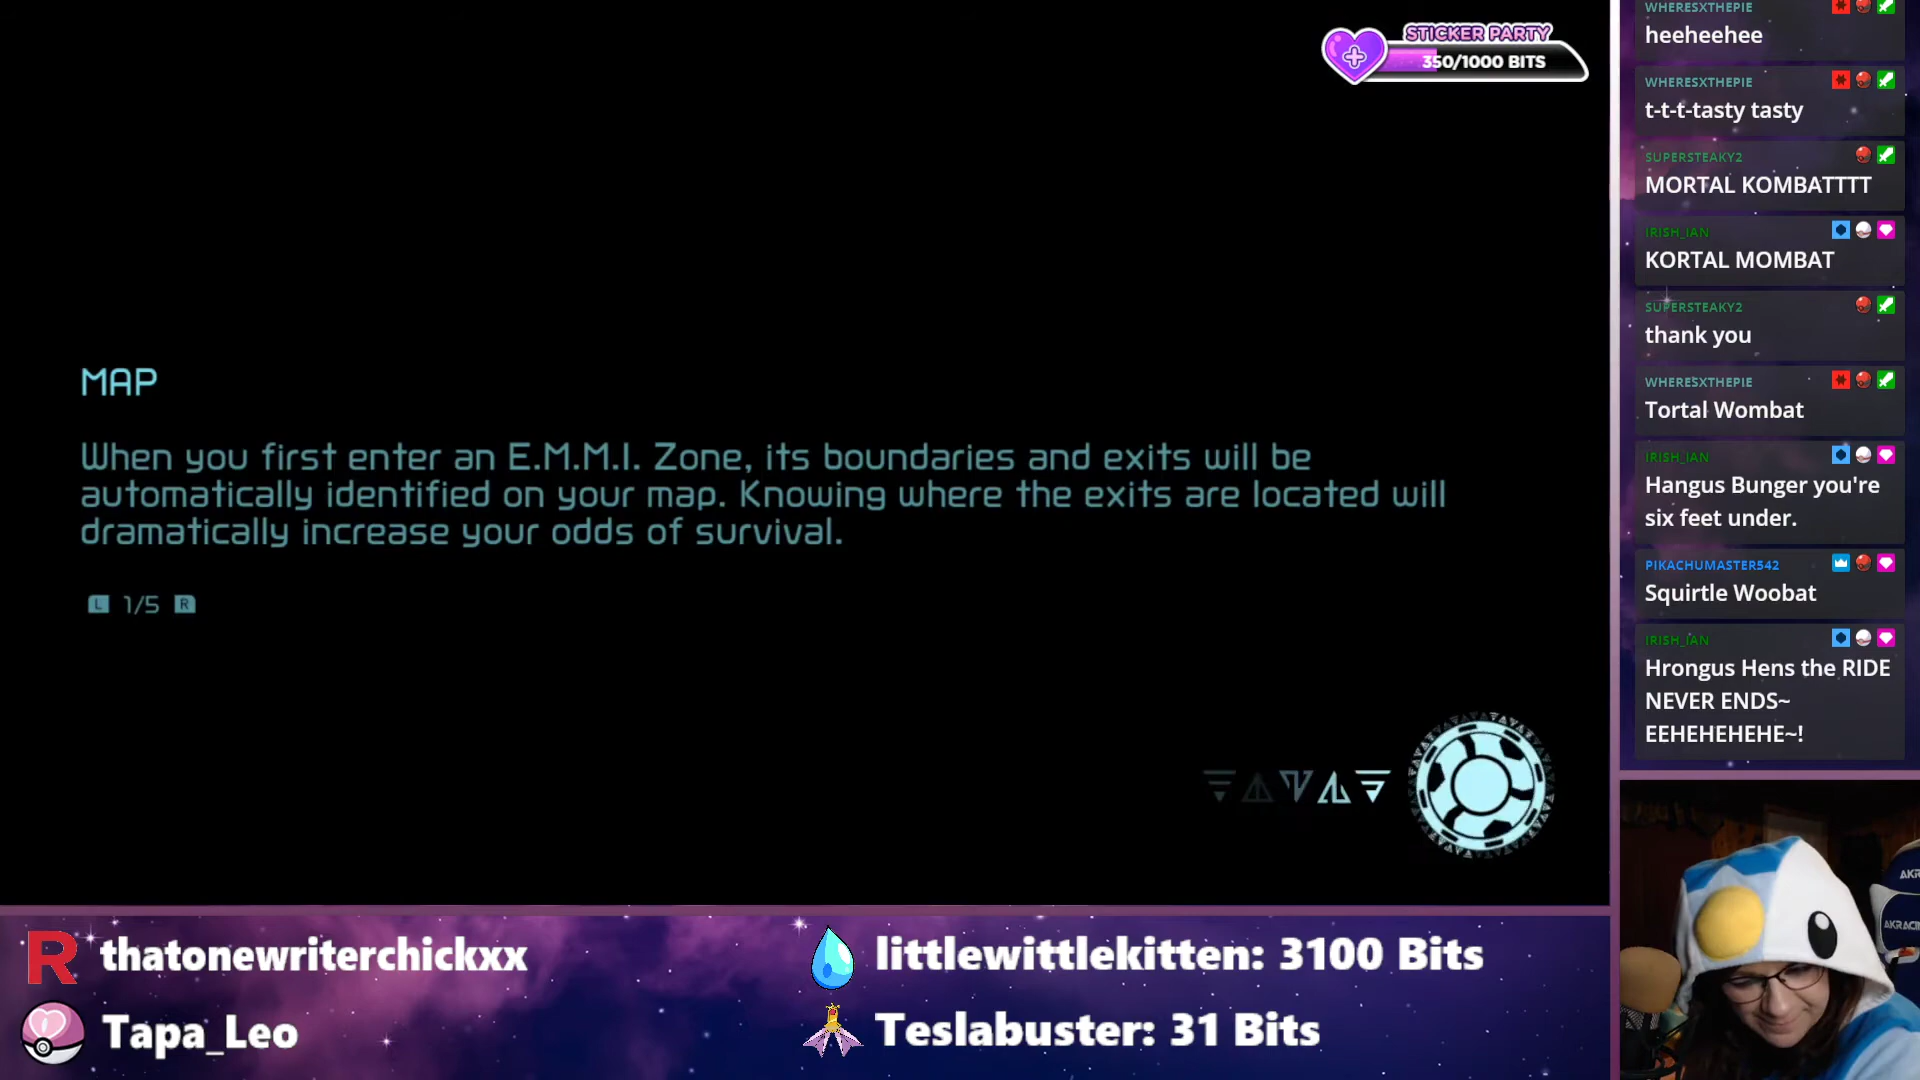 STICKER PARTY
350/1000 BITS
MAP
When you first enter an E.M.M.I. Zone, its boundaries and exits will be
automatically identified on your map. Knowing where the exits are located will
dramatically increase your odds of survival.
L 1/5 R
WHERESXTHEPIE
heeheehee
WHERESXTHEPIE
t-t-t-tasty tasty
SUPERSTEAKY2
MORTAL KOMBATTTT
IRISH_IAN
KORTAL MOMBAT
SUPERSTEAKY2
thank you
WHERESXTHEPIE
Tortal Wombat
IRISH_IAN
Hangus Bunger you're
six feet under.
PIKACHUMASTER542
Squirtle Woobat
IRISH_IAN
Hrongus Hens the RIDE
NEVER ENDS~
EEHEHEHEHE~!
R thatonewriterchickxx
Tapa_Leo
littlewittlekitten: 3100 Bits
Teslabuster: 31 Bits